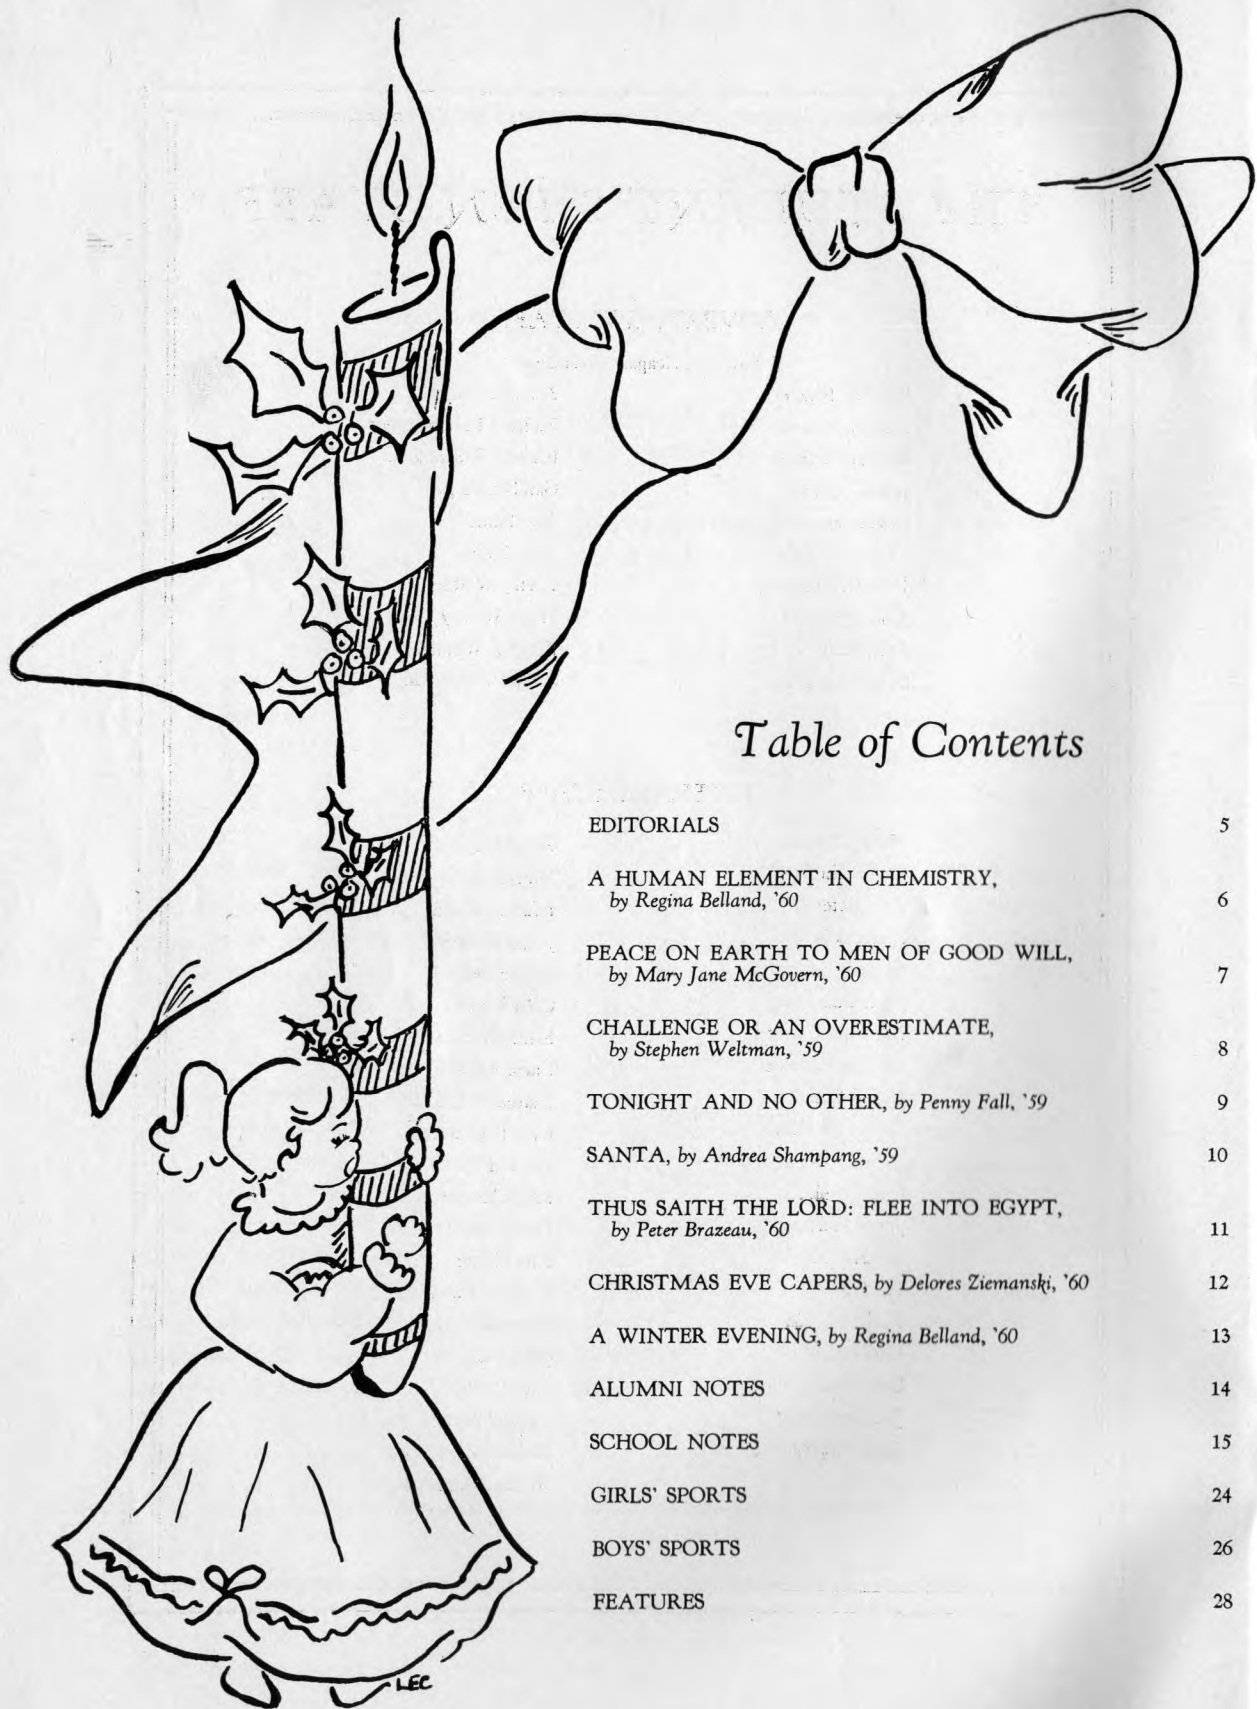 Table of Contents
EDITORIALS 5
A HUMAN ELEMENT IN CHEMISTRY,
by Regina Belland, '60 6
PEACE ON EARTH TO MEN OF GOOD WILL,
by Mary Jane McGovern, '60 7
CHALLENGE OR AN OVERESTIMATE,
by Stephen Weltman, '59 8
TONIGHT AND NO OTHER, by Penny Fall, '59 9
SANTA, by Andrea Shampang, '59 10
THUS SAITH THE LORD: FLEE INTO EGYPT,
by Peter Brazeau, '60 11
CHRISTMAS EVE CAPERS, by Delores Ziemanski, '60 12
A WINTER EVENING, by Regina Belland, '60 13
ALUMNI NOTES 14
SCHOOL NOTES 15
GIRLS' SPORTS 24
BOYS' SPORTS 26
FEATURES 28
LEC